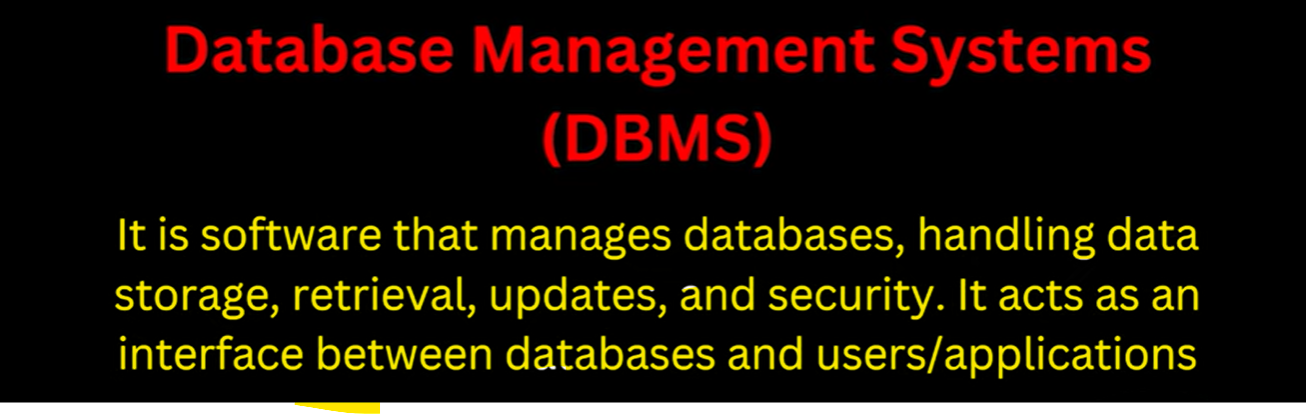 Database Management Systems
(DBMS)
It is software that manages databases, handling data
storage, retrieval, updates, and security. It acts as an
interface between databases and users/applications